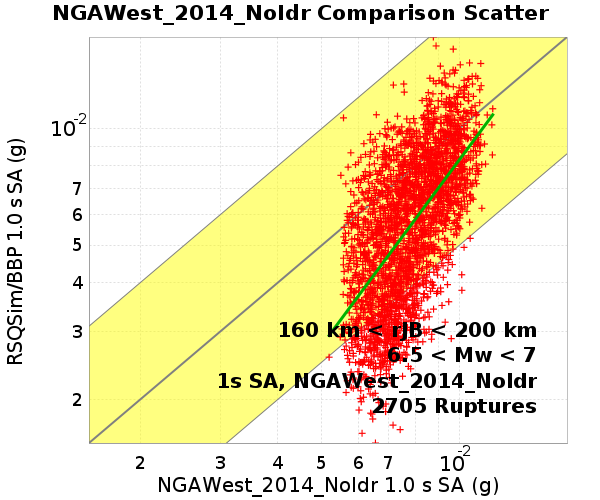 NGAWest_2014_NoIdr Comparison Scatter
RSQSim/BBP 1.0 s SA (g)
10-2
7
6
5
4
3
2
160 km < rJB < 200 km
6.5 < Mw < 7
1s SA, NGAWest_2014_NoIdr
2705 Ruptures
2 3 4 5 6 7 10-2
NGAWest_2014_NoIdr 1.0 s SA (g)